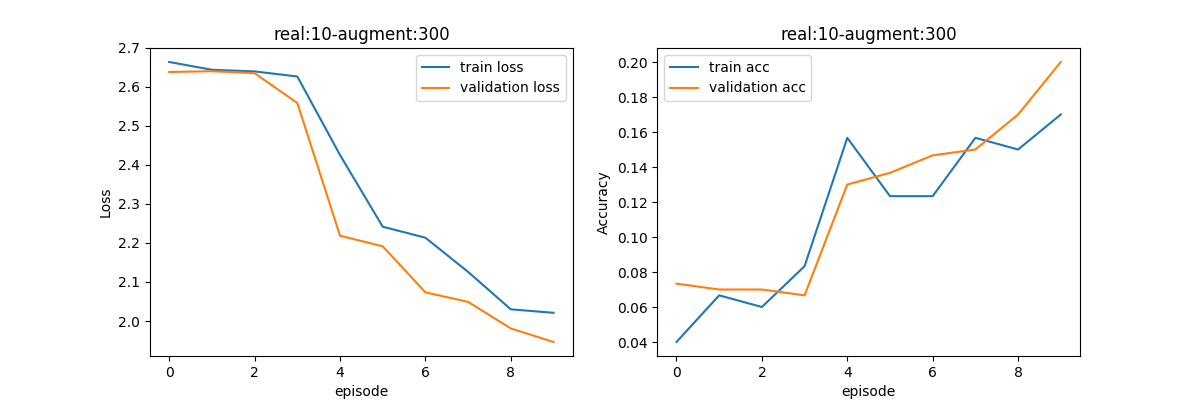 real:10-augment:300
Loss
2.7
2.6
2.5
2.4
2.3
2.2
2.1
2.0
train loss
validation loss
0 2 4 6 8
episode
real:10-augment:300
Accuracy
0.20
0.18
0.16
0.14
0.12
0.10
0.08
0.06
0.04
train acc
validation acc
0 2 4 6 8
episode